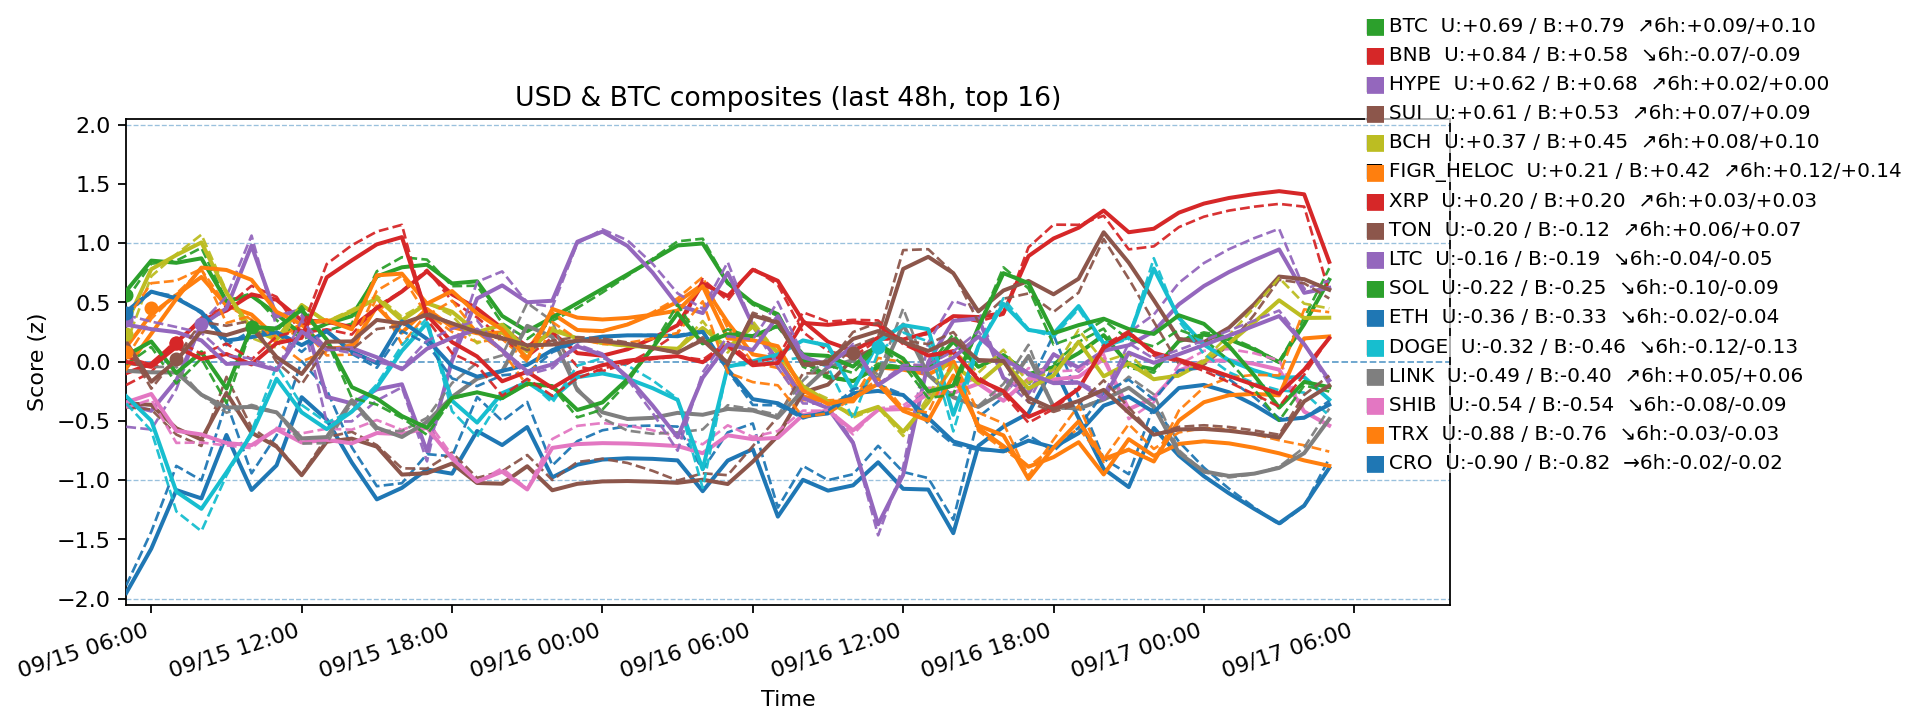 BTC  U:+0.69 / B:+0.79  ↗6h:+0.09/+0.10
BNB  U:+0.84 / B:+0.58  ↘6h:-0.07/-0.09
HYPE  U:+0.62 / B:+0.68  ↗6h:+0.02/+0.00
SUI  U:+0.61 / B:+0.53  ↗6h:+0.07/+0.09
BCH  U:+0.37 / B:+0.45  ↗6h:+0.08/+0.10
FIGR_HELOC  U:+0.21 / B:+0.42  ↗6h:+0.12/+0.14
XRP  U:+0.20 / B:+0.20  ↗6h:+0.03/+0.03
TON  U:-0.20 / B:-0.12  ↗6h:+0.06/+0.07
LTC  U:-0.16 / B:-0.19  ↘6h:-0.04/-0.05
SOL  U:-0.22 / B:-0.25  ↘6h:-0.10/-0.09
ETH  U:-0.36 / B:-0.33  ↘6h:-0.02/-0.04
DOGE  U:-0.32 / B:-0.46  ↘6h:-0.12/-0.13
LINK  U:-0.49 / B:-0.40  ↗6h:+0.05/+0.06
SHIB  U:-0.54 / B:-0.54  ↘6h:-0.08/-0.09
TRX  U:-0.88 / B:-0.76  ↘6h:-0.03/-0.03
CRO  U:-0.90 / B:-0.82  →6h:-0.02/-0.02
USD & BTC composites (last 48h, top 16)
Score (z)
2.0
1.5
1.0
0.5
0.0
−0.5
−1.0
−1.5
−2.0
09/15 06:00
09/15 12:00
09/15 18:00
09/16 00:00
09/16 06:00
09/16 12:00
09/16 18:00
09/17 00:00
09/17 06:00
Time